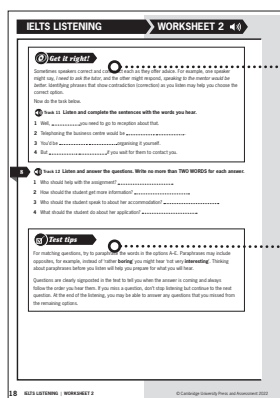 IELTS LISTENING
WORKSHEET 2
Get it right!
Sometimes speakers correct and contradict each as they offer advice. For example, one speaker
might say, I need to ask the tutor, and the other might respond, speaking to the mentor would be
better. Identifying phrases that show contradiction (correction) as you listen may help you choose the
correct option.
Now do the task below.
Track 11 Listen and complete the sentences with the words you hear.
1 Well, you need to go to reception about that.
2 Telephoning the business centre would be
3 You'd be organising it yourself.
4 But if you wait for them to contact you.
8 Track 12 Listen and answer the questions. Write no more than TWO WORDS for each answer.
1 Who should help with the assignment?
2 How should the student get more information?
3 Who should the student speak to about her accommodation?
4 What should the student do about her application?
Test tips
For matching questions, try to paraphrase the words in the options A–E. Paraphrases may include
opposites, for example, instead of 'rather boring' you might hear 'not very interesting'. Thinking
about paraphrases before you listen will help you prepare for what you will hear.
Questions are clearly signposted in the text to tell you when the answer is coming and always
follow the order you hear them. If you miss a question, don't stop listening but continue to the next
question. At the end of the listening, you may be able to answer any questions that you missed from
the remaining options.
18 IELTS LISTENING | WORKSHEET 2
© Cambridge University Press and Assessment 2022